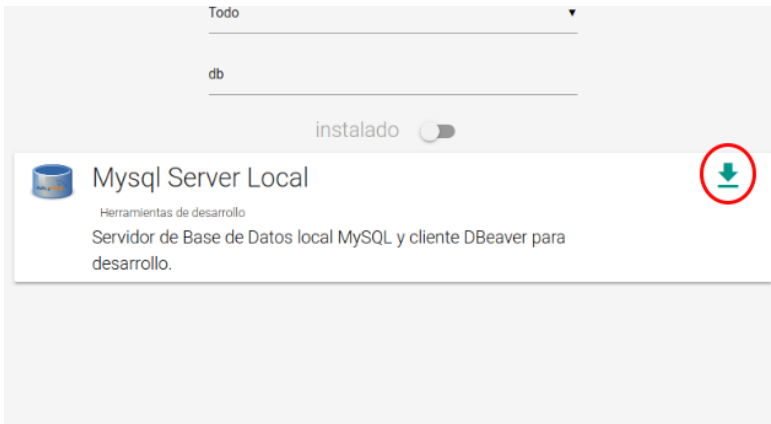 Todo
db
instalado
Mysql Server Local
Herramientas de desarrollo
Servidor de Base de Datos local MySQL y cliente DBeaver para
desarrollo.